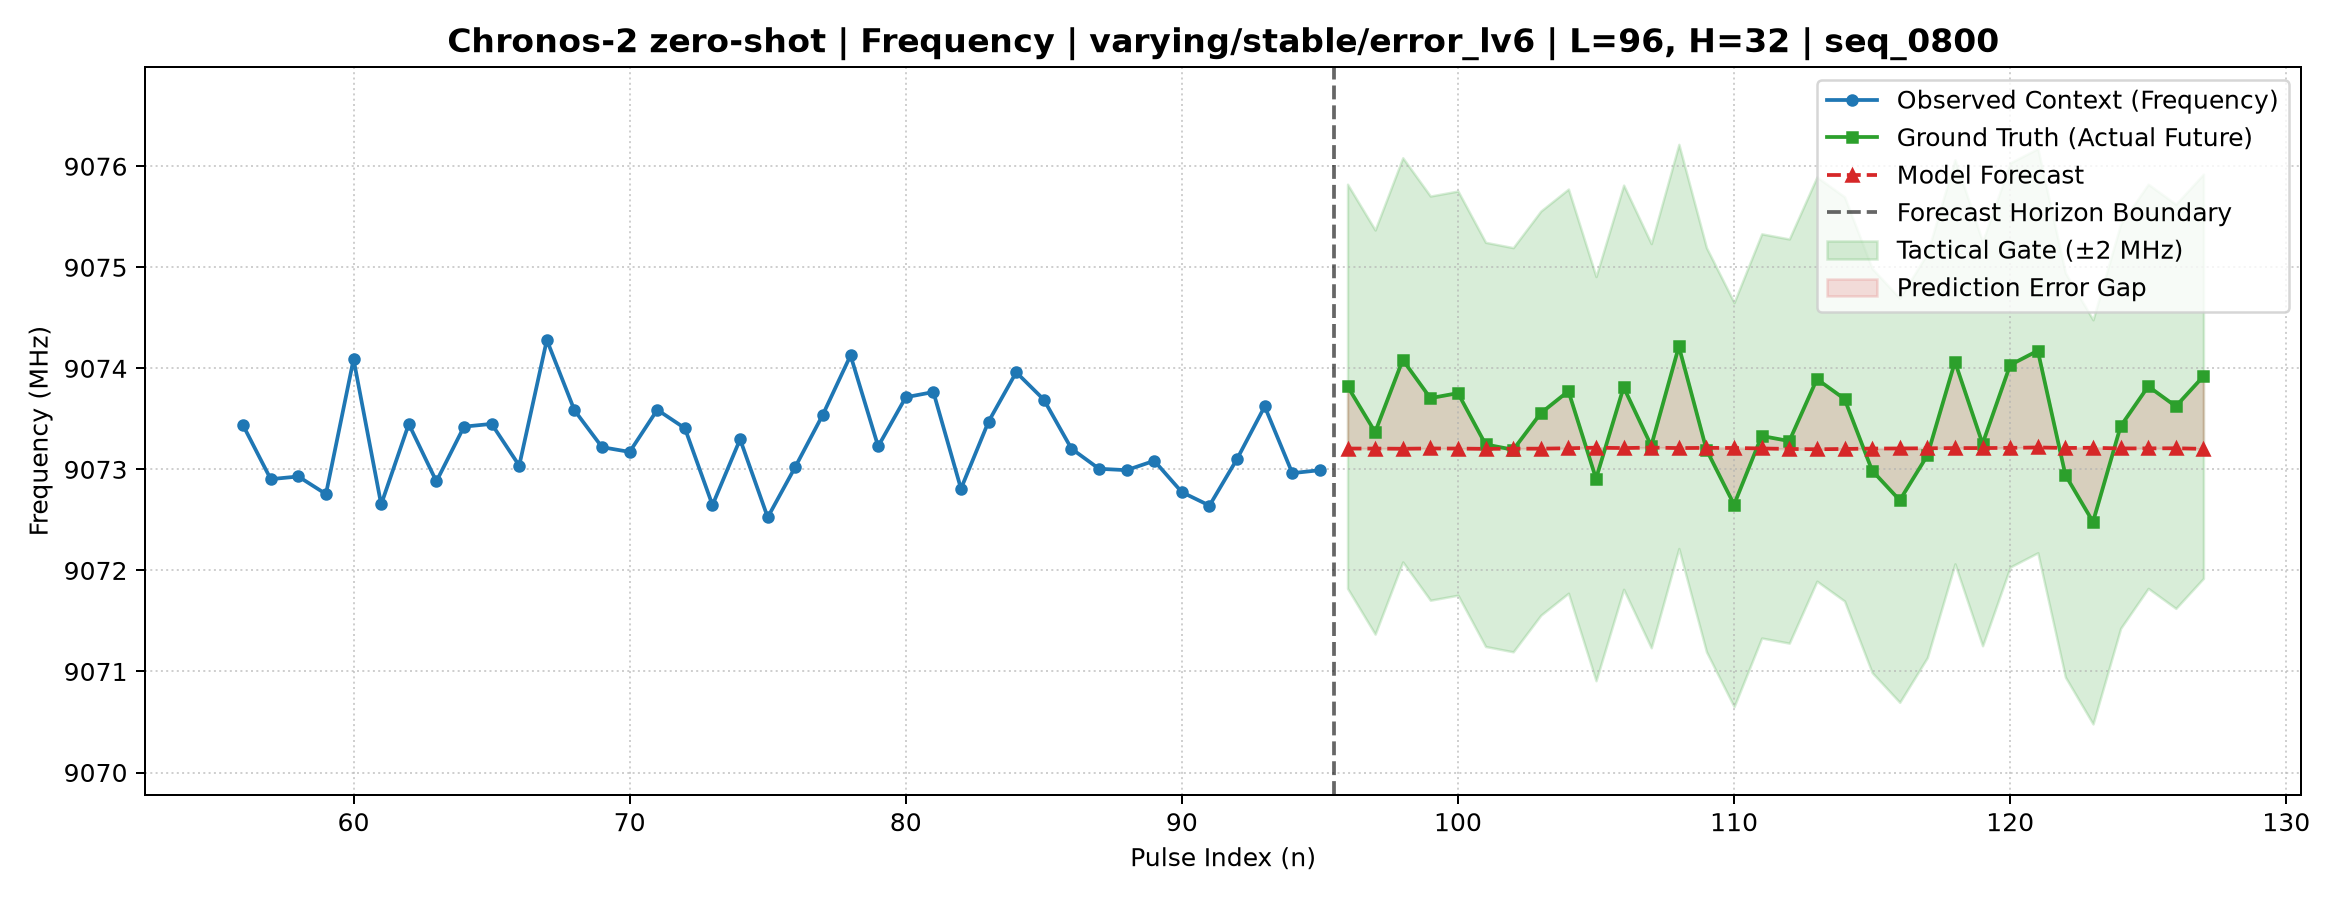 Chronos-2 zero-shot | Frequency | varying/stable/error_lv6 | L=96, H=32 | seq_0800
Observed Context (Frequency)
Ground Truth (Actual Future)
Model Forecast
Forecast Horizon Boundary
Tactical Gate (±2 MHz)
Prediction Error Gap
Frequency (MHz)
9076
9075
9074
9073
9072
9071
9070
60 70 80 90 100 110 120 130
Pulse Index (n)